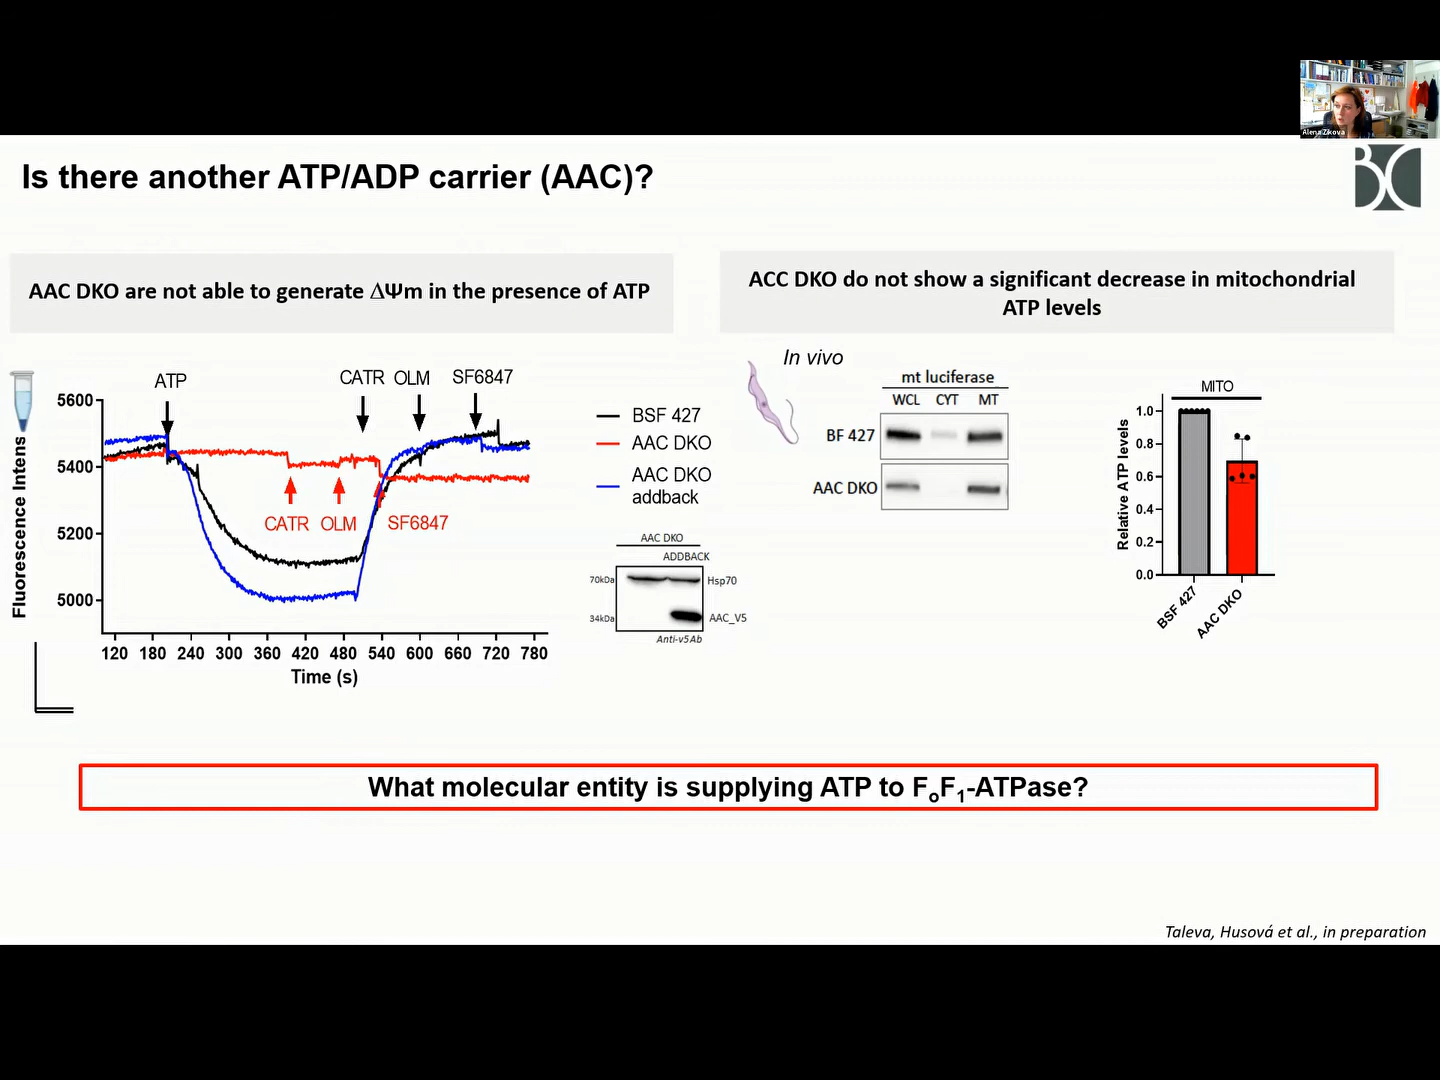 Alena Zikova
Is there another ATP/ADP carrier (AAC)?
BC
AAC DKO are not able to generate ΔΨm in the presence of ATP
ACC DKO do not show a significant decrease in mitochondrial
ATP levels
Fluorescence Intens
ATP
CATR OLM SF6847
5600
5400
5200
5000
CATR OLM SF6847
120 180 240 300 360 420 480 540 600 660 720 780
Time (s)
BSF 427
AAC DKO
AAC DKO
addback
AAC DKO
ADDBACK
70kDa
Hsp70
34kDa
AAC_V5
Anti-v5Ab
In vivo
mt luciferase
WCL CYT MT
BF 427
AAC DKO
MITO
Relative ATP levels
1.0
0.8
0.6
0.4
0.2
0.0
BSF 427
AAC DKO
What molecular entity is supplying ATP to FoF1-ATPase?
Taleva, Husová et al., in preparation